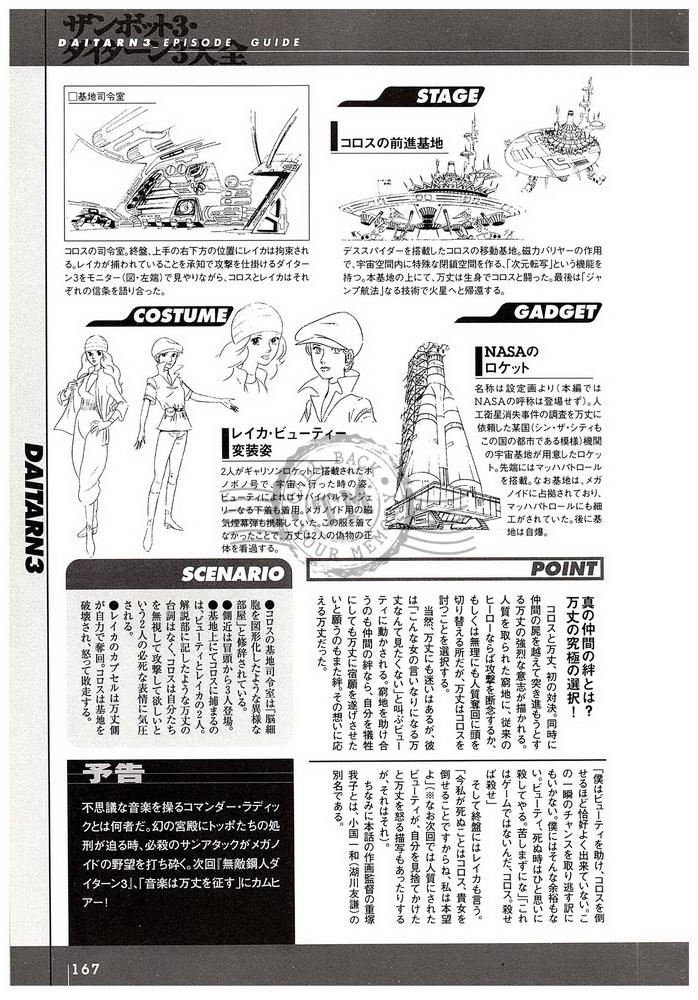 ザンボット3・
ダイターン3大全
DAITARN3 EPISODE GUIDE
□基地司令室
コロスの司令室。終盤、上手の右下方の位置にレイカは拘束され
る。レイカが捕われていることを承知で攻撃を仕掛けるダイター
ン3をモニター(図・左端)で見やりながら、コロスとレイカはそれ
ぞれの信条を語り合った。
STAGE
コロスの前進基地
デススパイダーを搭載したコロスの移動基地。磁力バリヤーの作用
で、宇宙空間内に特殊な閉鎖空間を作る、「次元転写」という機能を
持つ。本基地の上にて、万丈は生身でコロスと闘った。最後は「ジャ
ンプ航法」なる技術で火星へと帰還する。
COSTUME
レイカ・ビューティー
変装姿
2人がギャリソンロケットに搭載されたホ
ノボノ号で、宇宙へ行った時の姿。
ビューティによればサバイバルランジェ
リーなる下着も着用。メガノイド用の磁
気煙幕弾も携帯していた。この服を着て
なかったことで、万丈は2人の偽物の正
体を看過する。
GADGET
NASAの
ロケット
名称は設定画より(本編では
NASAの呼称は登場せず)。人
工衛星消失事件の調査を万丈に
依頼した某国(シン・ザ・シティも
この国の都市である模様)機関
の宇宙基地が用意したロケッ
ト。先端にはマッハパトロール
を搭載。なお基地は、メガ
ノイドに占拠されており、
マッハパトロールにも細
工がされていた。後に基
地は自爆。
SCENARIO
●コロスの基地司令室は「脳細
胞を図形化したような異様な
部屋」と修辞されている。
●側近は冒頭から3人登場。
●基地上にてコロスに捕まるの
は、ビューティとレイカの2人。
解説部に記したような万丈の
台詞はなく、コロスは自分たち
を無視して攻撃して欲しいと
いう2人の必死な表情に気圧
される。
●レイカのカプセルは万丈側
が自力で奪回。コロスは基地を
破壊され、怒って敗走する。
POINT
真の仲間の絆とは?
万丈の究極の選択!
コロスと万丈、初の対決。同時に
仲間の屍を越えて突き進もうとす
る万丈の強烈な意志が描かれる。
人質を取られた窮地に、従来の
ヒーローならば攻撃を断念するか、
もしくは無理にも人質奪回に頭を
切り替える所だが、万丈はコロスを
討つことを選択する。
当然、万丈にも迷いはあるが、彼
は「こんな女の言いなりになる万
丈なんて見たくない」と叫ぶビュー
ティに動かされる。窮地を助け合
うのも仲間の絆なら、自分を犠牲
にしても万丈に宿願を遂げさせた
いと願うのもまた絆。その想いに応
える万丈だった。
「僕はビューティを助け、「コロスを倒
せるほど恰好よく出来ていない。こ
の一瞬のチャンスを取り逃す訳に
もいかない。僕にはそんな余裕もな
い。ビューティ、死ぬ時はひと思いに
殺してやる。苦しまずにな」「これ
はゲームではないんだ、「コロス。殺せ
ば殺せ」
そして終盤にはレイカも言う。
「今私が死ぬことはコロス、貴女を
倒せることですからね、私は本望
よ」(※なお次回では人質にされた
ビューティが、自分を見捨てかけた
と万丈を怒る描写もあったりする
が、それはそれ)。
ちなみに本話の作画監督の重塚
我子とは、小国一和(湖川友謙)の
別名である。
予告
不思議な音楽を操るコマンダー・ラディッ
クとは何者だ。幻の宮殿にトッポたちの処
刑が迫る時、必殺のサンアタックがメガノ
イドの野望を打ち砕く。次回『無敵鋼人ダ
イターン3』、「音楽は万丈を征す」にカムヒ
アー!
DAITARN3
167